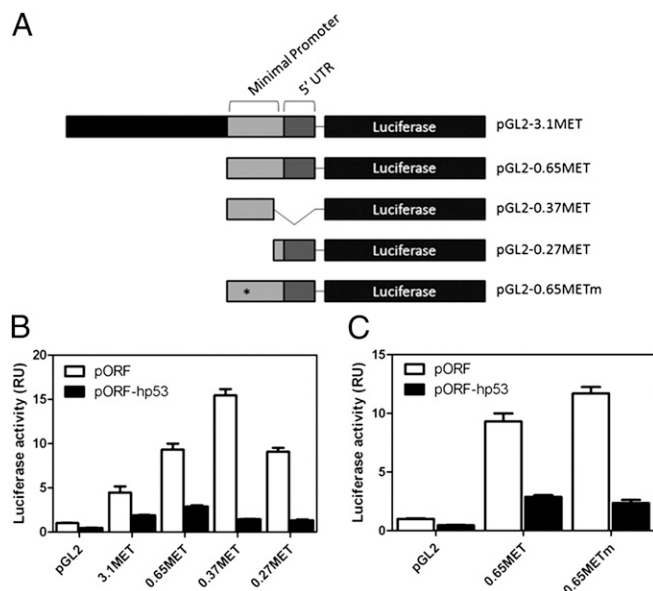 A
Minimal Promoter
5' UTR
Luciferase pGL2-3.1MET
Luciferase pGL2-0.65MET
Luciferase pGL2-0.37MET
Luciferase pGL2-0.27MET
* Luciferase pGL2-0.65METm
B
Luciferase activity (RU)
20
15
10
5
0
pORF
pORF-hp53
pGL2
3.1MET
0.65MET
0.37MET
0.27MET
C
Luciferase activity (RU)
15
10
5
0
pORF
pORF-hp53
pGL2
0.65MET
0.65METm